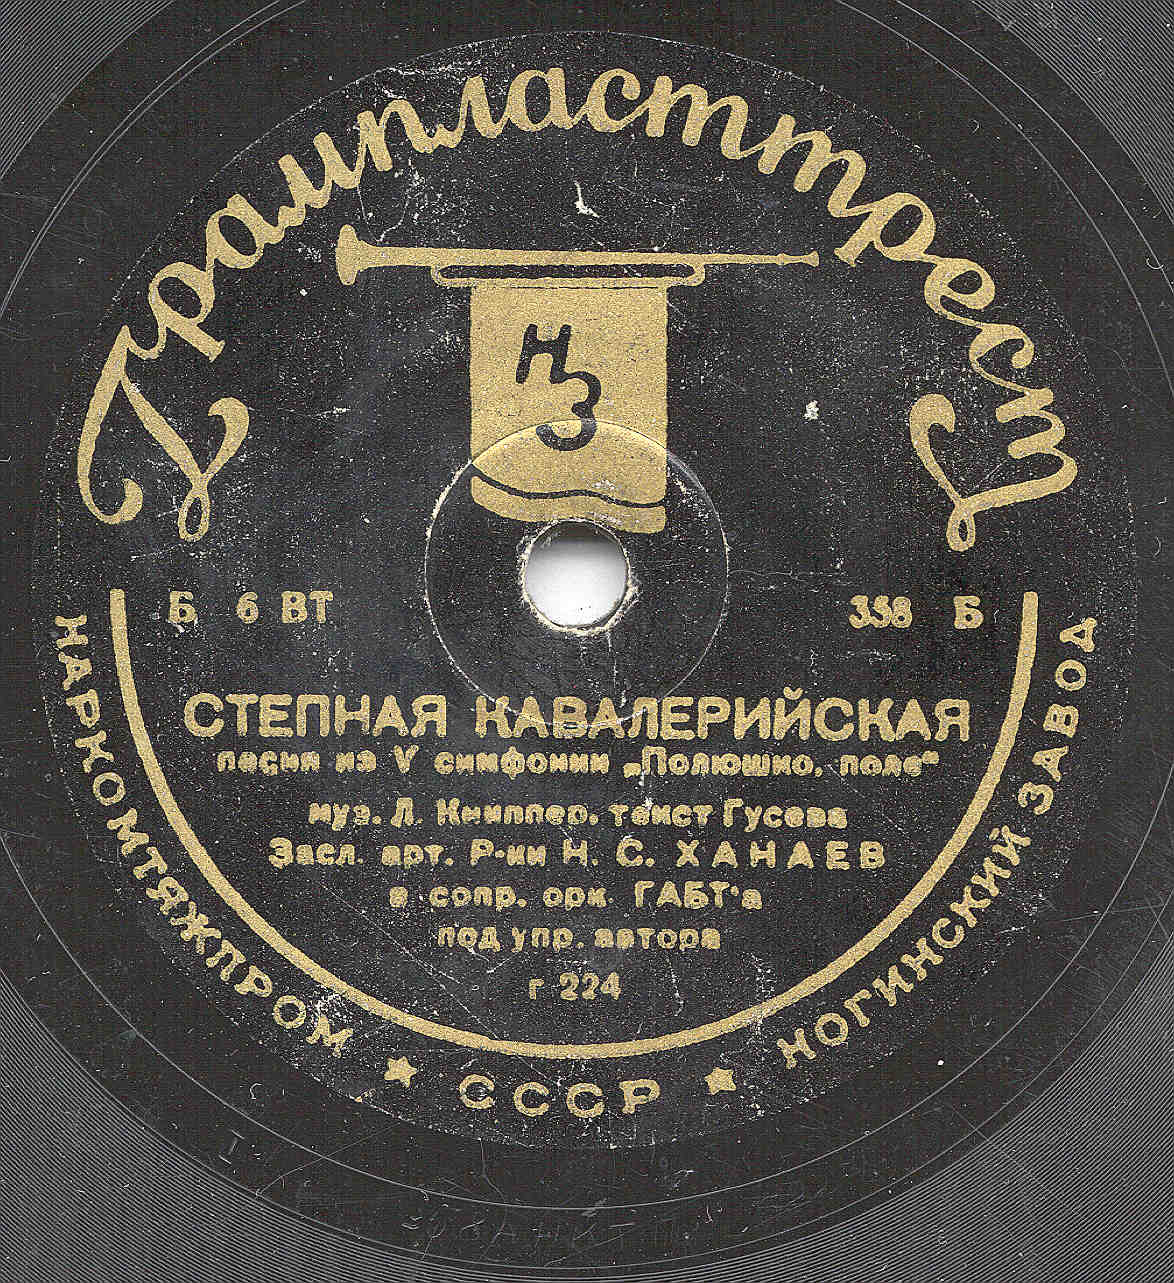 Грампласттрест
НЗ
Б 6 ВТ
358 Б
СТЕПНАЯ КАВАЛЕРИЙСКАЯ
песня из V симфонии „Полюшко, поле"
муз. Л. Книппер, текст Гусева
Засл. арт. Р-ки Н. С. ХАНАЕВ
в сопр. орк. ГАБТ'а
под упр. автора
г 224
НАРКОМТЯЖПРОМ ★ СССР ★ НОГИНСКИЙ ЗАВОД